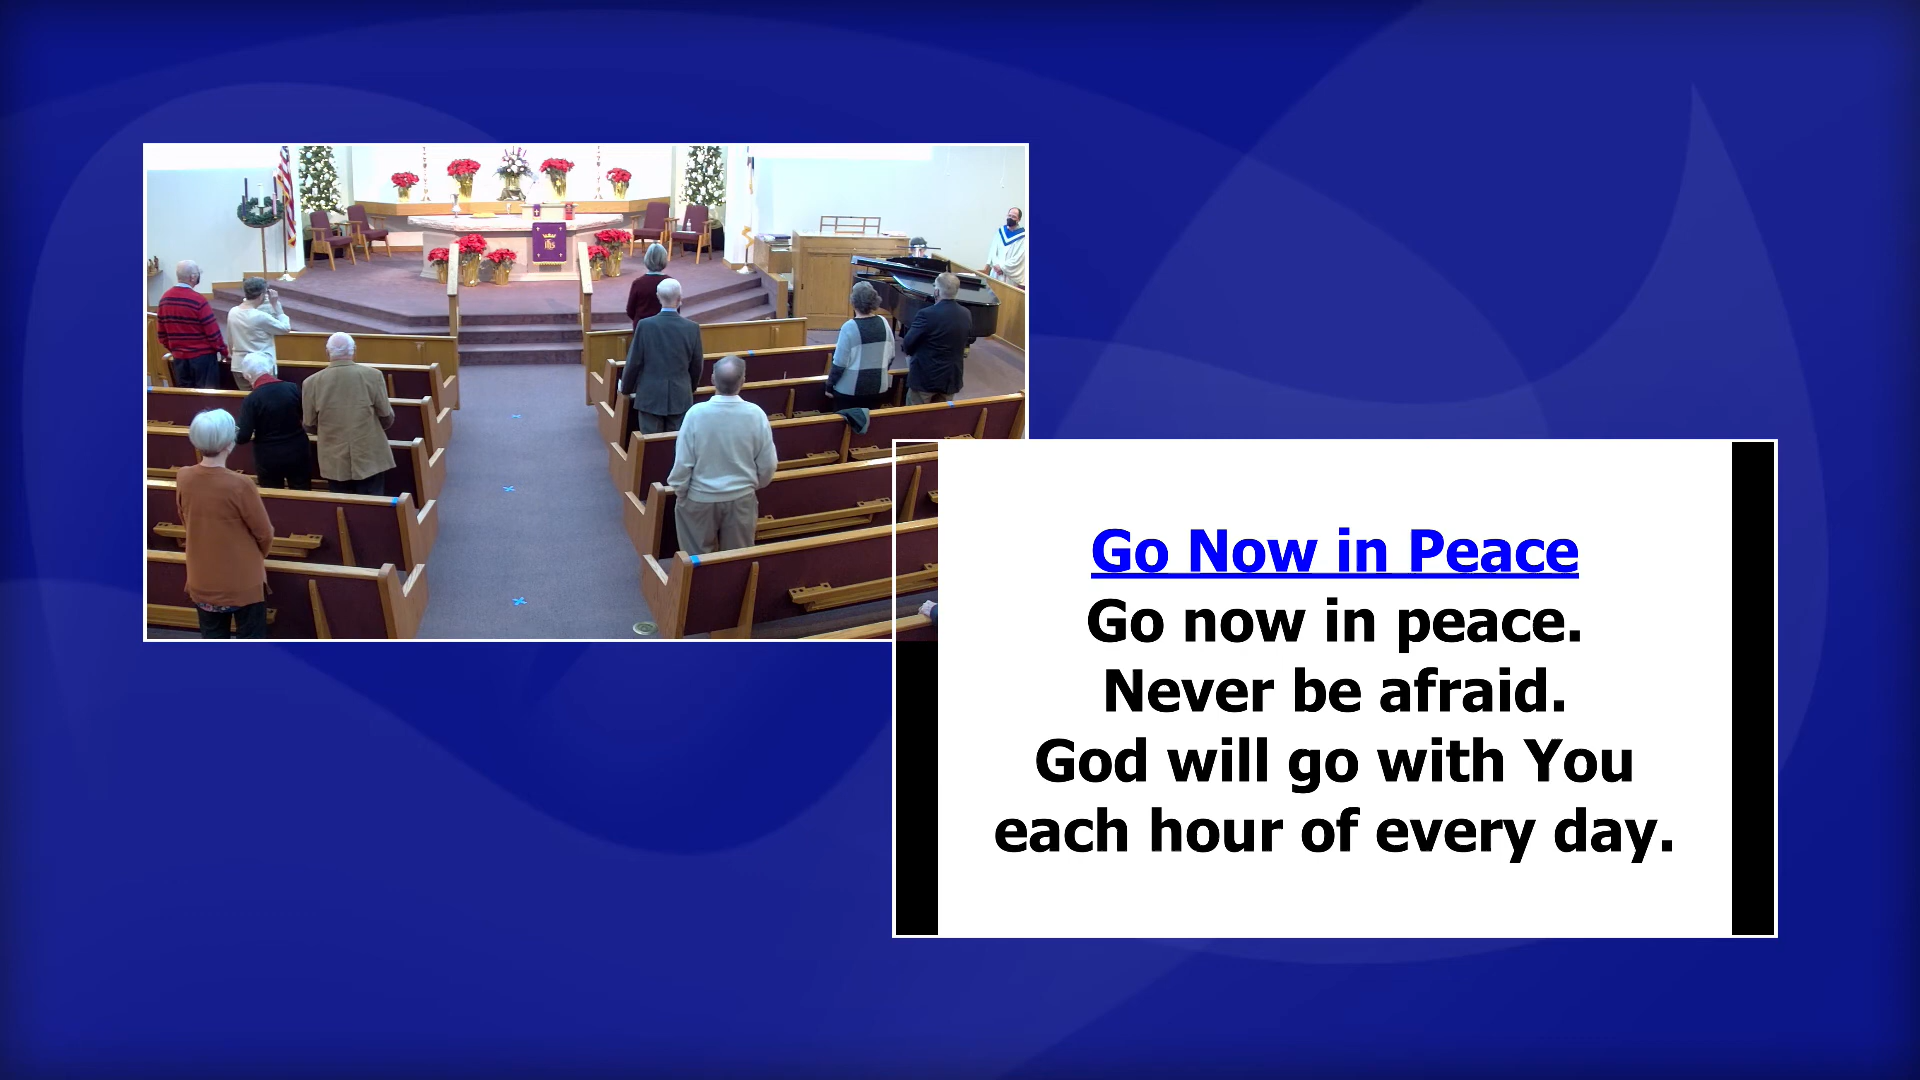 IHS
Go Now in Peace
Go now in peace.
Never be afraid.
God will go with You
each hour of every day.